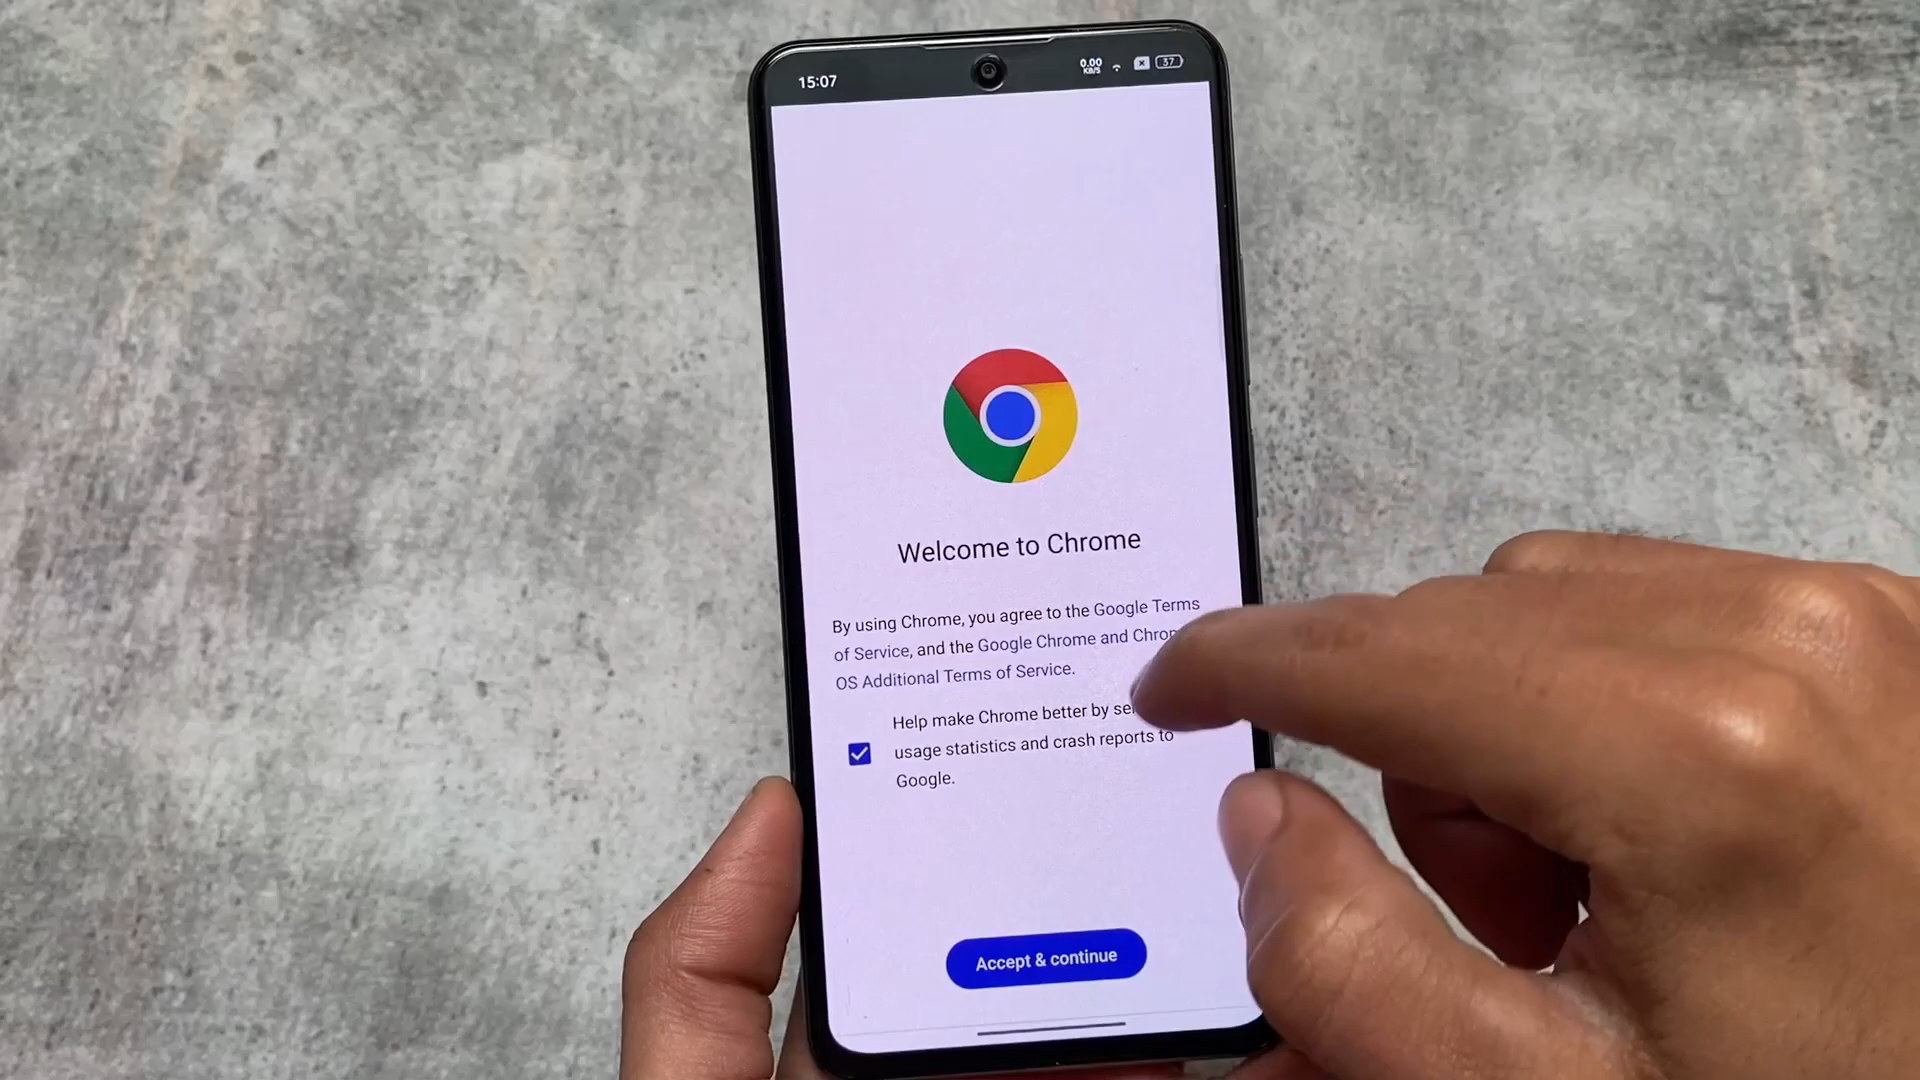 15:07
0.00
KB/S
37
Welcome to Chrome
By using Chrome, you agree to the Google Terms
of Service, and the Google Chrome and
OS Additional Terms of Service.
Help make Chrome better by
usage statistics and crash reports to
Google.
Accept & continue